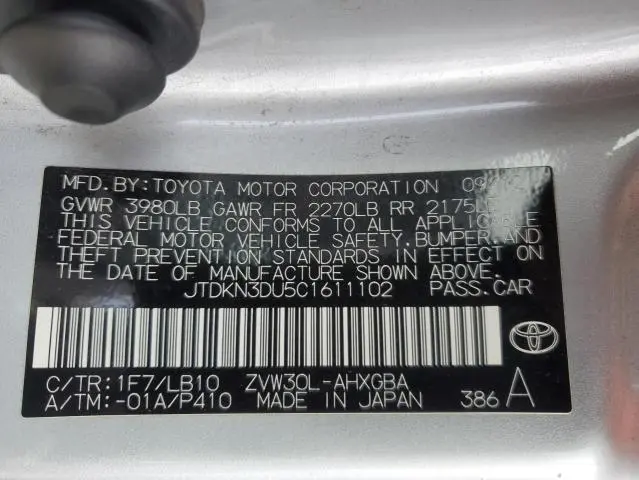 MFD. BY: TOYOTA MOTOR CORPORATION
GVWR 3980LB GAWR FR 2270LB RR 2175LB
THIS VEHICLE CONFORMS TO ALL APPLICABLE
FEDERAL MOTOR VEHICLE SAFETY, BUMPER, AND
THEFT PREVENTION STANDARDS IN EFFECT ON
THE DATE OF MANUFACTURE SHOWN ABOVE.
JTDKN3DU5C1611102 PASS.CAR
C/TR: 1F7/LB10 ZVW30L-AHXGBA
A/TM:-01A/P410 MADE IN JAPAN 386 A